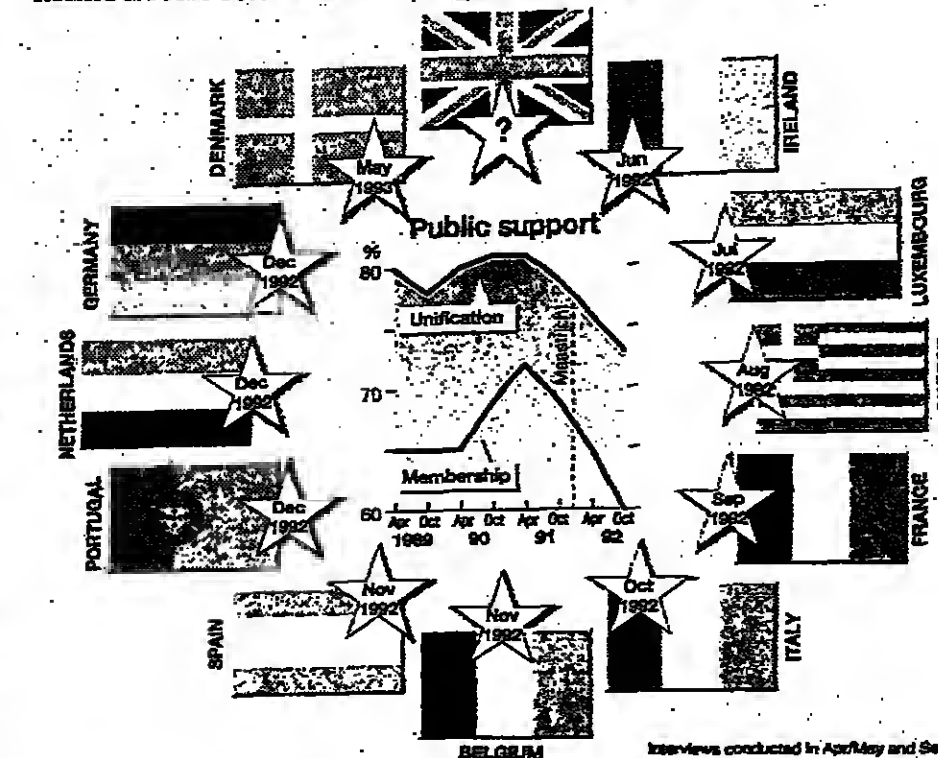 DENMARK
May
1993
?
Jun
1992
IRELAND
GERMANY
Dec
1992
Public support
Jul
1992
LUXEMBOURG
%
80
70
60
Unification
Maastricht
Membership
Apr Oct Apr Oct Apr Oct Apr Oct
1989 90 91 92
NETHERLANDS
Dec
1992
Aug
1992
PORTUGAL
Dec
1992
Sep
1992
FRANCE
SPAIN
Nov
1992
Nov
1992
BELGIUM
Oct
1992
ITALY
Interviews conducted in Apr/May and